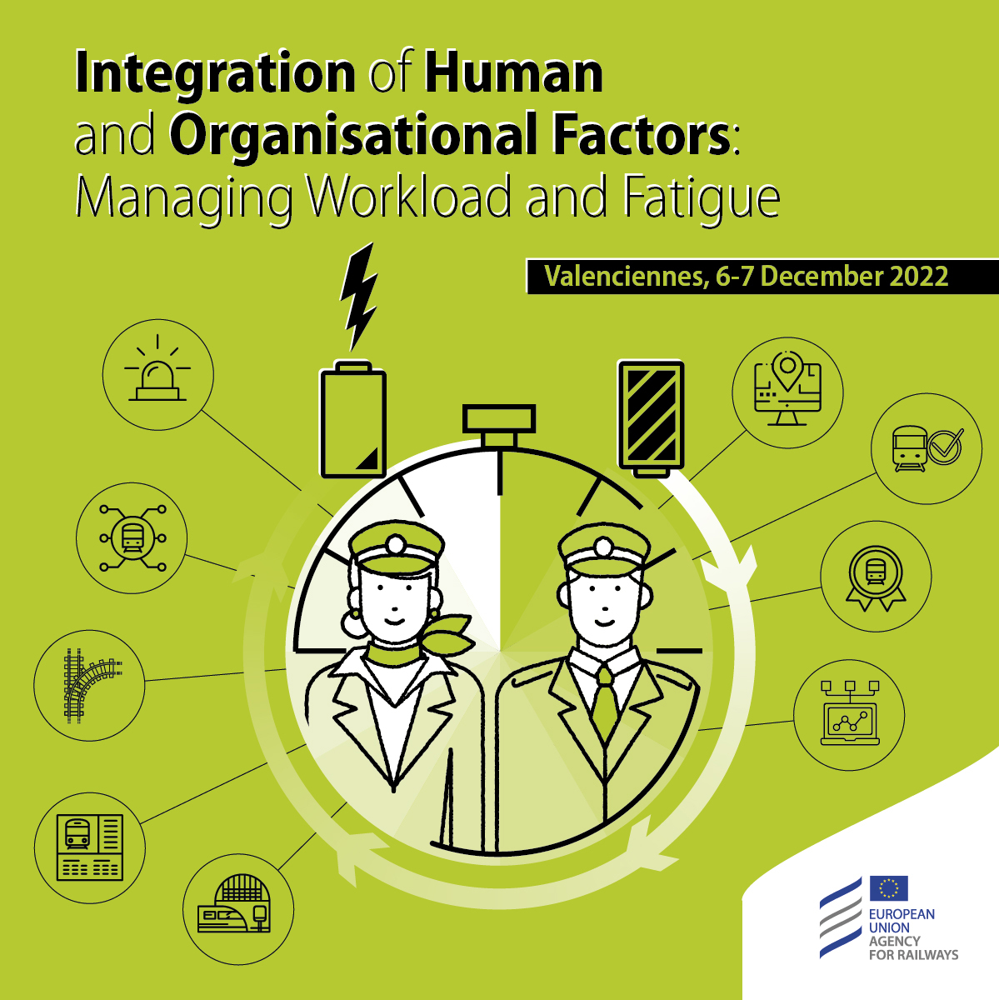 Integration of Human
and Organisational Factors:
Managing Workload and Fatigue
Valenciennes, 6-7 December 2022
EUROPEAN
UNION
AGENCY
FOR RAILWAYS